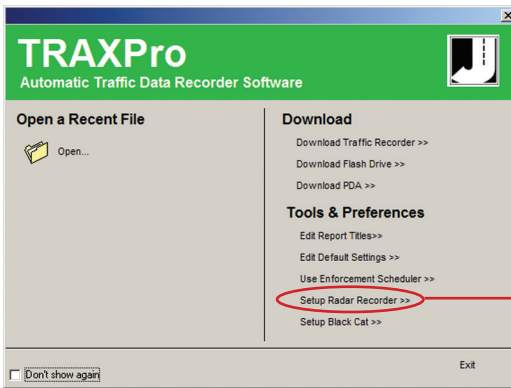 TRAXPro
Automatic Traffic Data Recorder Software
Open a Recent File
Open...
Download
Download Traffic Recorder >>
Download Flash Drive >>
Download PDA >>
Tools & Preferences
Edit Report Titles>>
Edit Default Settings >>
Use Enforcement Scheduler >>
Setup Radar Recorder >>
Setup Black Cat >>
Don't show again
Exit